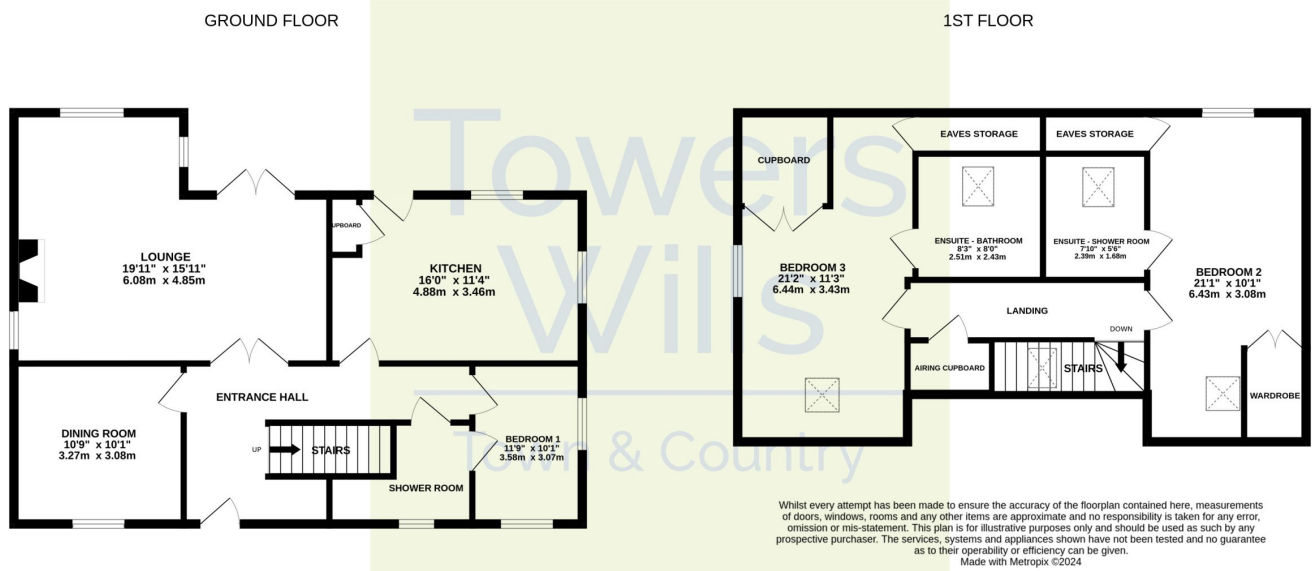 GROUND FLOOR
1ST FLOOR
Towers
Wills
Town & Country
LOUNGE
19'11" x 15'11"
6.08m x 4.85m
UPBOARD
KITCHEN
16'0" x 11'4"
4.88m x 3.46m
ENTRANCE HALL
DINING ROOM
10'9" x 10'1"
3.27m x 3.08m
UP
STAIRS
SHOWER ROOM
BEDROOM 1
11'9" x 10'1"
3.58m x 3.07m
CUPBOARD
EAVES STORAGE
EAVES STORAGE
ENSUITE - BATHROOM
8'3" x 8'0"
2.51m x 2.43m
ENSUITE - SHOWER ROOM
7'10" x 5'6"
2.39m x 1.68m
BEDROOM 3
21'2" x 11'3"
6.44m x 3.43m
BEDROOM 2
21'1" x 10'1"
6.43m x 3.08m
LANDING
DOWN
AIRING CUPBOARD
STAIRS
WARDROBE
Whilst every attempt has been made to ensure the accuracy of the floorplan contained here, measurements
of doors, windows, rooms and any other items are approximate and no responsibility is taken for any error,
omission or mis-statement. This plan is for illustrative purposes only and should be used as such by any
prospective purchaser. The services, systems and appliances shown have not been tested and no guarantee
as to their operability or efficiency can be given.
Made with Metropix ©2024